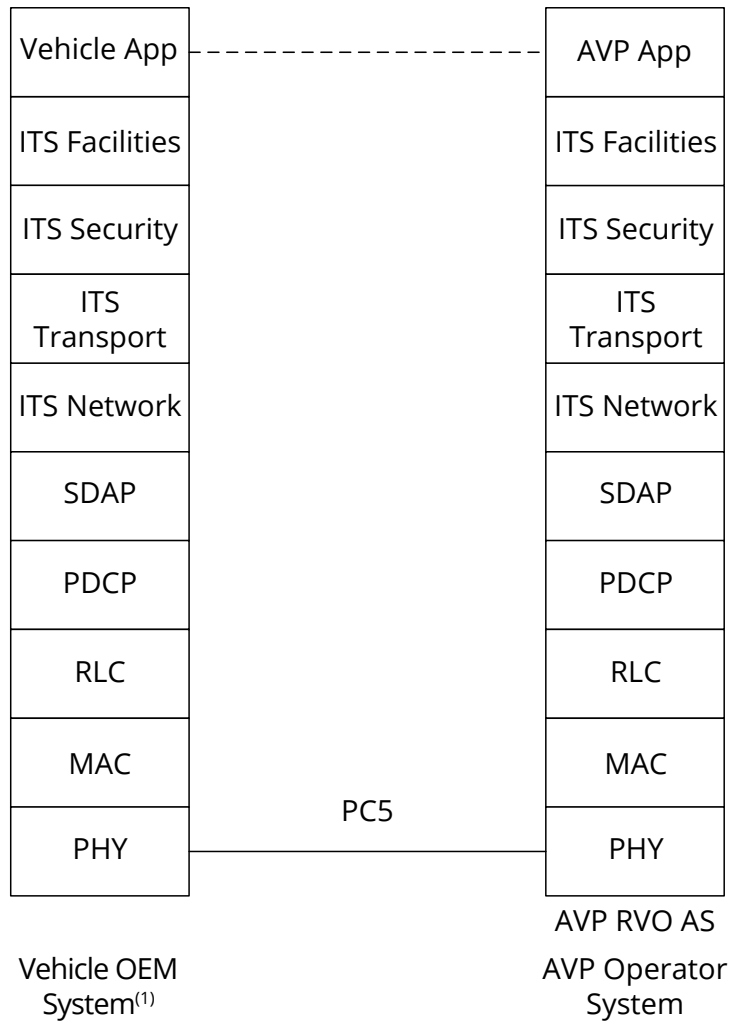 Vehicle App
AVP App
ITS Facilities
ITS Facilities
ITS Security
ITS Security
ITS
Transport
ITS
Transport
ITS Network
ITS Network
SDAP
SDAP
PDCP
PDCP
RLC
RLC
MAC
MAC
PC5
PHY
PHY
AVP RVO AS
Vehicle OEM
System(1)
AVP Operator
System